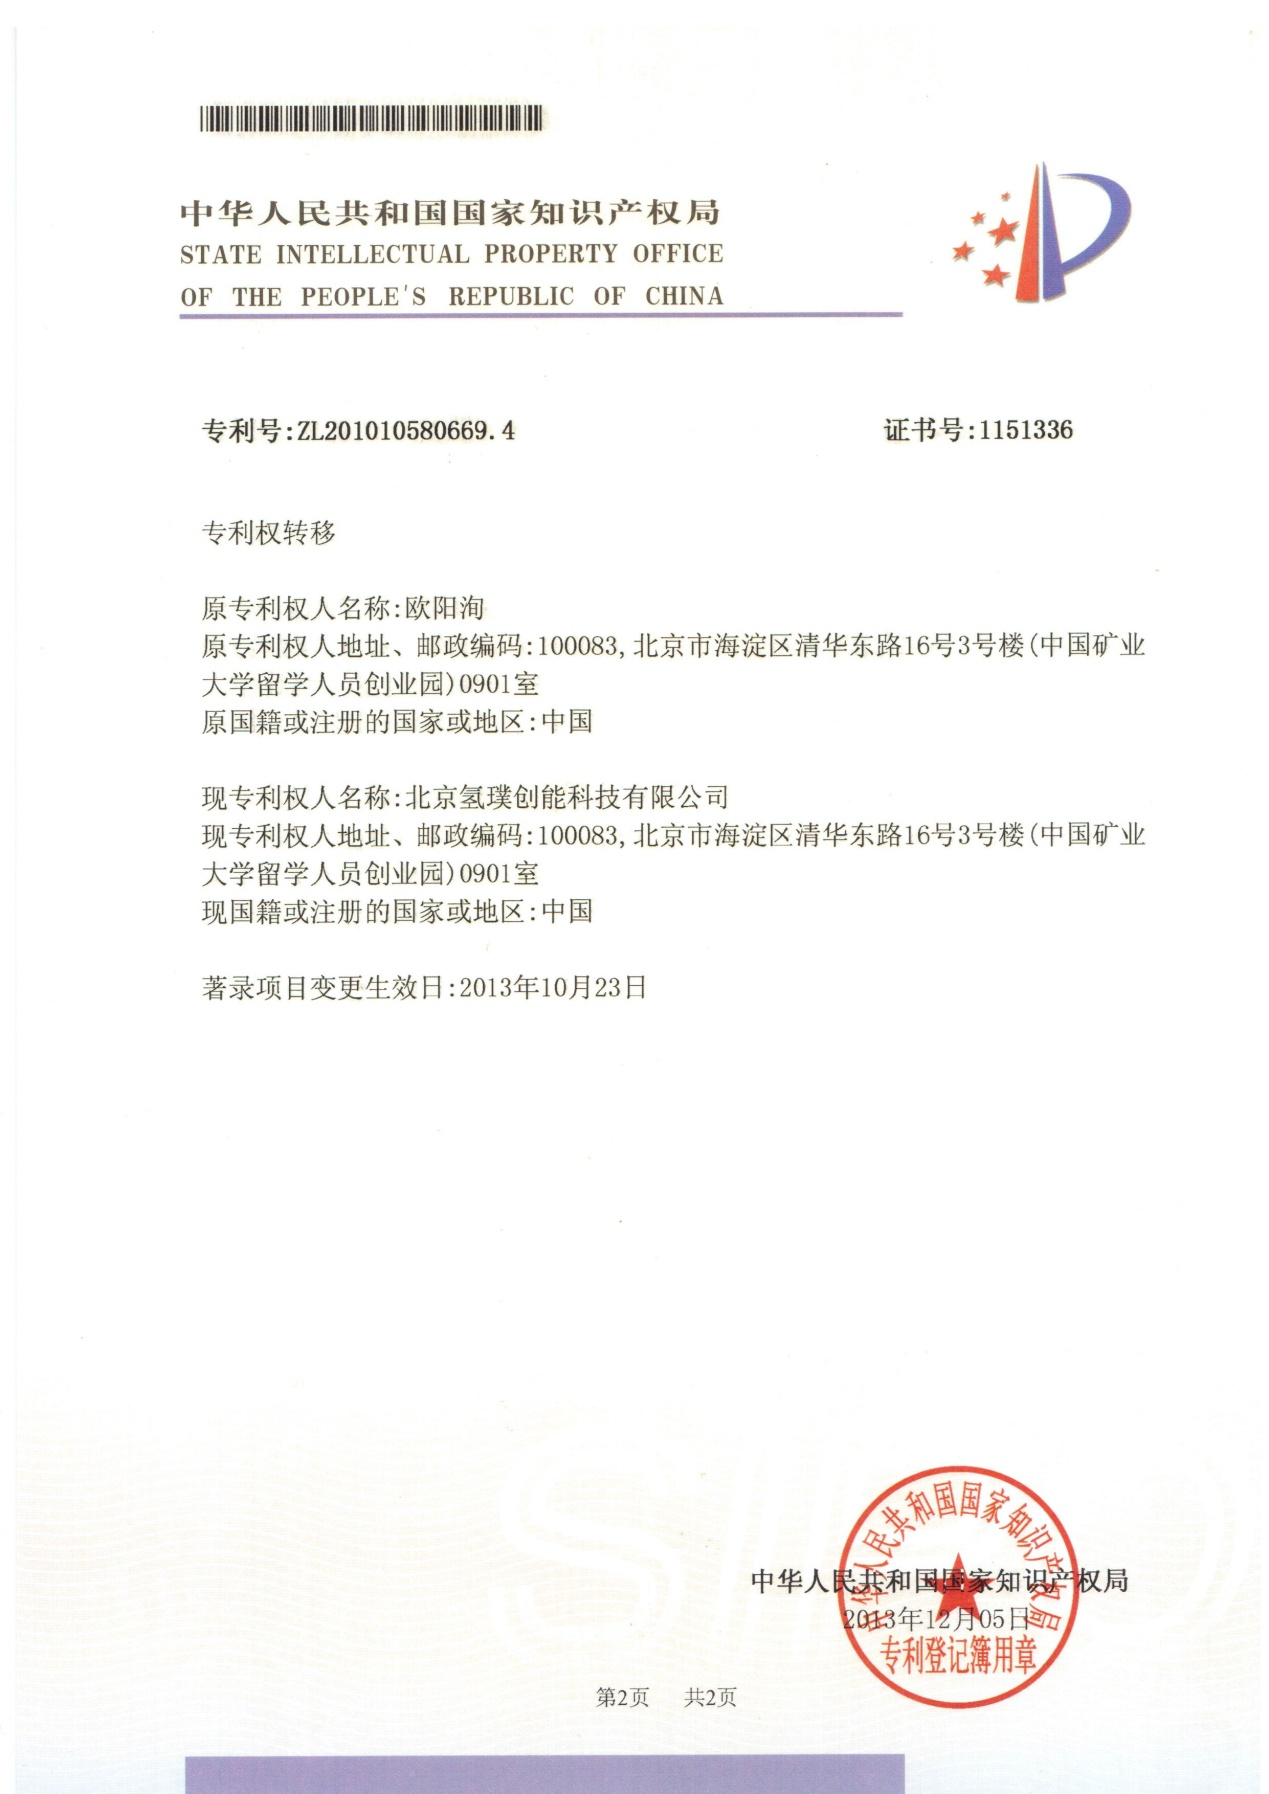 中华人民共和国国家知识产权局
STATE INTELLECTUAL PROPERTY OFFICE
OF THE PEOPLE'S REPUBLIC OF CHINA
专利号:ZL201010580669.4
证书号:1151336
专利权转移
原专利权人名称:欧阳洵
原专利权人地址、邮政编码:100083,北京市海淀区清华东路16号3号楼(中国矿业
大学留学人员创业园)0901室
原国籍或注册的国家或地区:中国
现专利权人名称:北京氢璞创能科技有限公司
现专利权人地址、邮政编码:100083,北京市海淀区清华东路16号3号楼(中国矿业
大学留学人员创业园)0901室
现国籍或注册的国家或地区:中国
著录项目变更生效日:2013年10月23日
中华人民共和国国家知识产权局
中华人民共和国国家知识产权局
2013年12月05日
专利登记簿用章
第2页 共2页